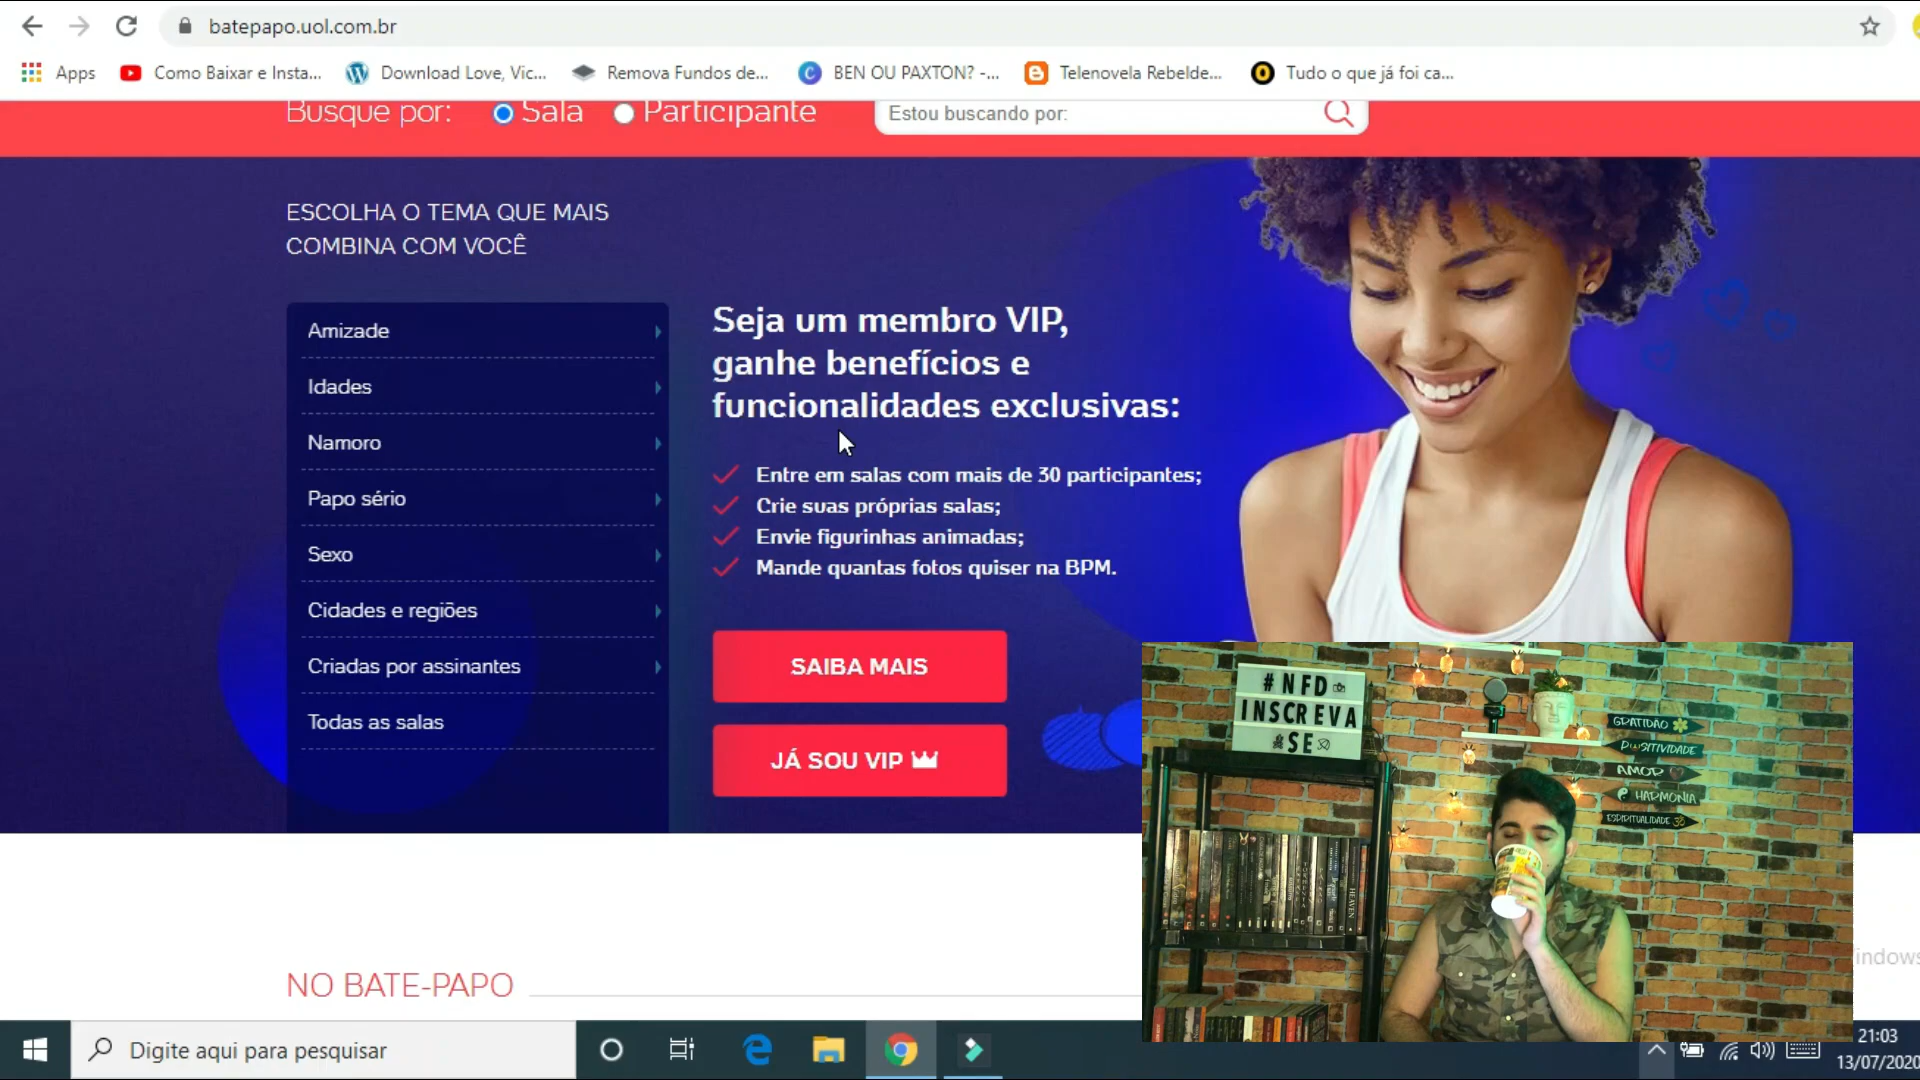 batepapo.uol.com.br
Apps
Como Baixar e Insta...
Download Love, Vic...
Remova Fundos de...
BEN OU PAXTON? -...
Telenovela Rebelde...
Tudo o que já foi ca...
Busque por:
Sala
Participante
Estou buscando por:
ESCOLHA O TEMA QUE MAIS
COMBINA COM VOCÊ
Amizade
Idades
Namoro
Papo sério
Sexo
Cidades e regiões
Criadas por assinantes
Todas as salas
Seja um membro VIP,
ganhe benefícios e
funcionalidades exclusivas:
Entre em salas com mais de 30 participantes;
Crie suas próprias salas;
Envie figurinhas animadas;
Mande quantas fotos quiser na BPM.
SAIBA MAIS
JÁ SOU VIP
#NFD
INSCREVA
SE
GRATIDÃO
POSITIVIDADE
AMOR
HARMONIA
ESPIRITUALIDADE
HEAVEN
NO BATE-PAPO
indows
Digite aqui para pesquisar
21:03
13/07/2020